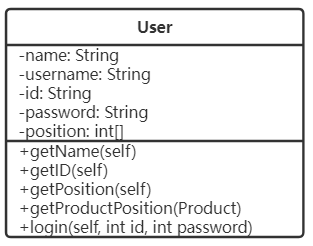 User
-name: String
-username: String
-id: String
-password: String
-position: int[]
+getName(self)
+getID(self)
+getPosition(self)
+getProductPosition(Product)
+login(self, int id, int password)